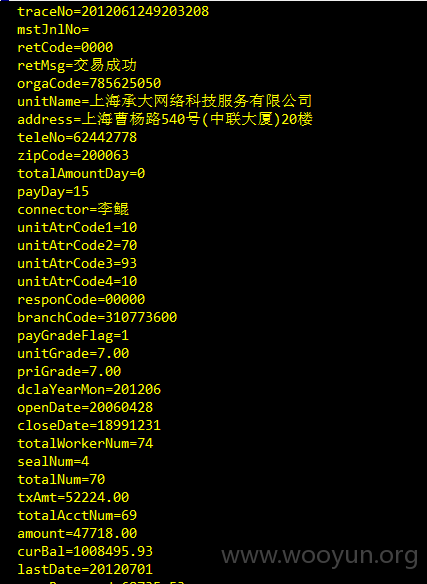 traceNo=2012061249203208
mstJnlNo=
retCode=0000
retMsg=交易成功
orgaCode=785625050
unitName=上海承大网络科技服务有限公司
address=上海曹杨路540号(中联大厦)20楼
teleNo=62442778
zipCode=200063
totalAmountDay=0
payDay=15
connector=李鲲
unitAtrCode1=10
unitAtrCode2=70
unitAtrCode3=93
unitAtrCode4=10
responCode=00000
branchCode=310773600
payGradeFlag=1
unitGrade=7.00
priGrade=7.00
dclaYearMon=201206
openDate=20060428
closeDate=18991231
totalWorkerNum=74
sealNum=4
totalNum=70
txAmt=52224.00
totalAcctNum=69
amount=47718.00
curBal=1008495.93
www.wooyun.org
lastDate=20120701